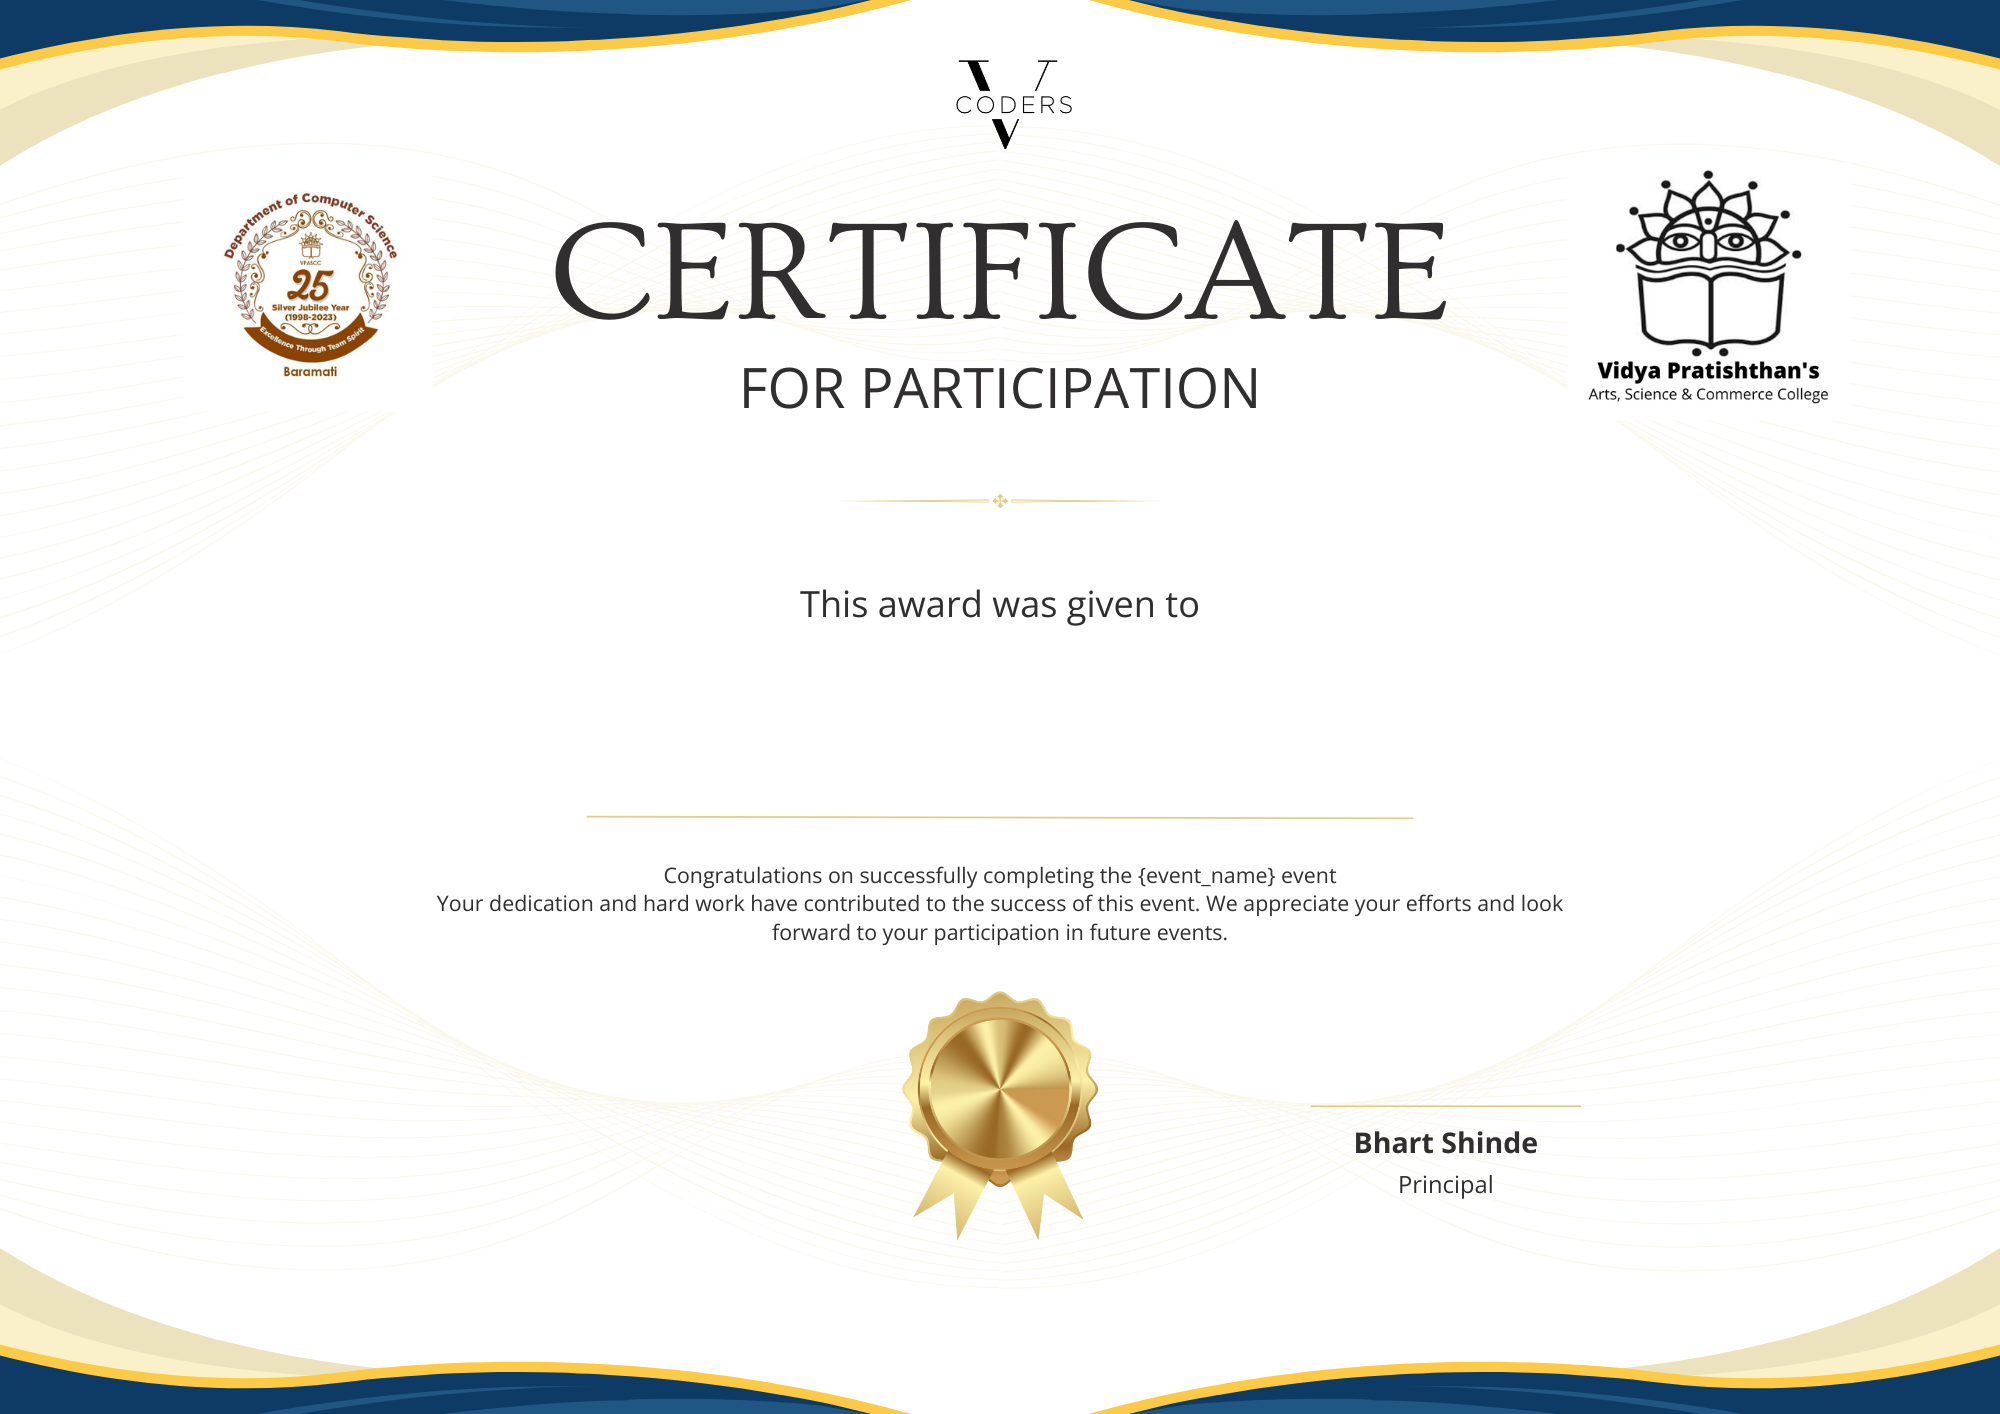 V
CODERS
Department of Computer Science
VPASCC
25
Silver Jubilee Year
(1998-2023)
Excellence Through Team Spirit
Baramati
CERTIFICATE
FOR PARTICIPATION
Vidya Pratishthan's
Arts, Science & Commerce College
This award was given to
Congratulations on successfully completing the {event_name} event
Your dedication and hard work have contributed to the success of this event. We appreciate your efforts and look
forward to your participation in future events.
Bhart Shinde
Principal